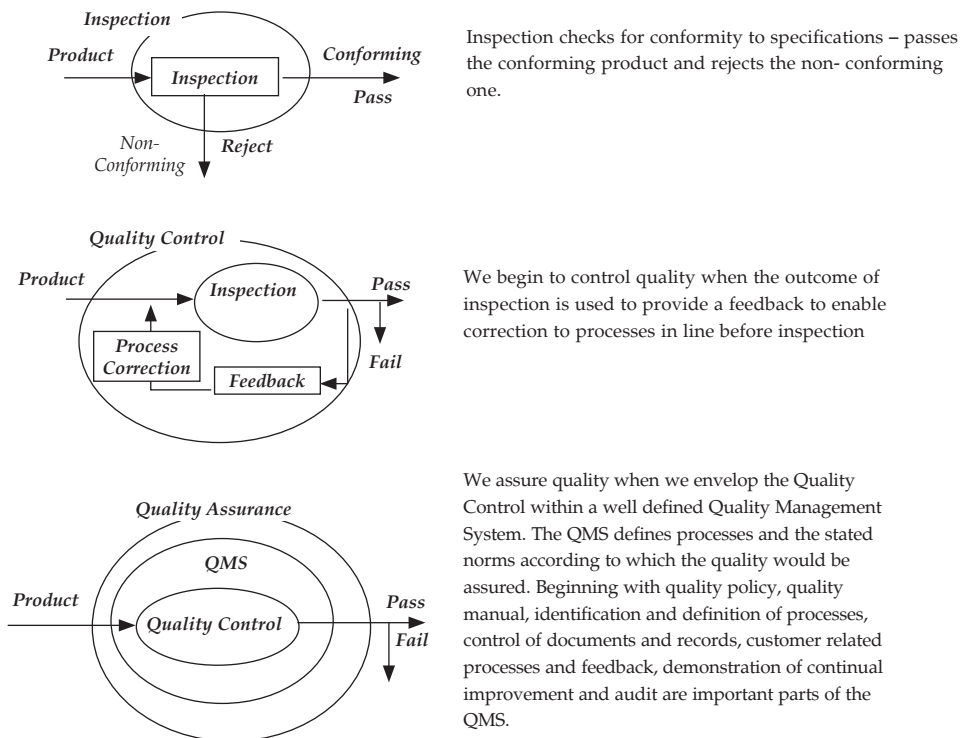 Inspection
Product
Conforming
Inspection
Pass
Non-
Conforming
Reject
Inspection checks for conformity to specifications – passes
the conforming product and rejects the non- conforming
one.
Quality Control
Product
Inspection
Pass
Process
Correction
Fail
Feedback
We begin to control quality when the outcome of
inspection is used to provide a feedback to enable
correction to processes in line before inspection
Quality Assurance
QMS
Product
Quality Control
Pass
Fail
We assure quality when we envelop the Quality
Control within a well defined Quality Management
System. The QMS defines processes and the stated
norms according to which the quality would be
assured. Beginning with quality policy, quality
manual, identification and definition of processes,
control of documents and records, customer related
processes and feedback, demonstration of continual
improvement and audit are important parts of the
QMS.